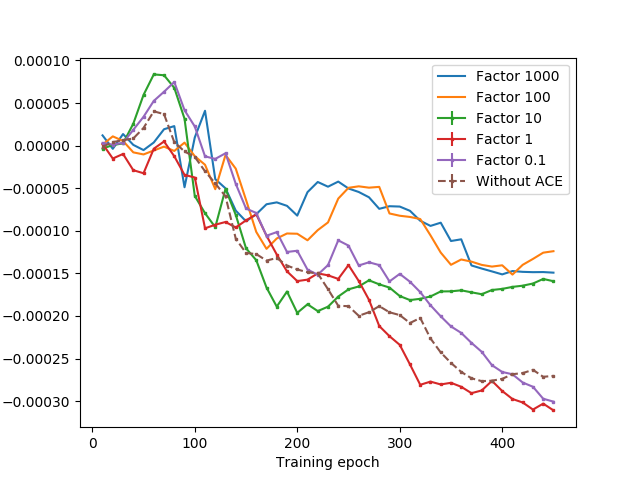 0.00010
0.00005
0.00000
−0.00005
−0.00010
−0.00015
−0.00020
−0.00025
−0.00030
0
100
200
300
400
Training epoch
Factor 1000
Factor 100
Factor 10
Factor 1
Factor 0.1
Without ACE